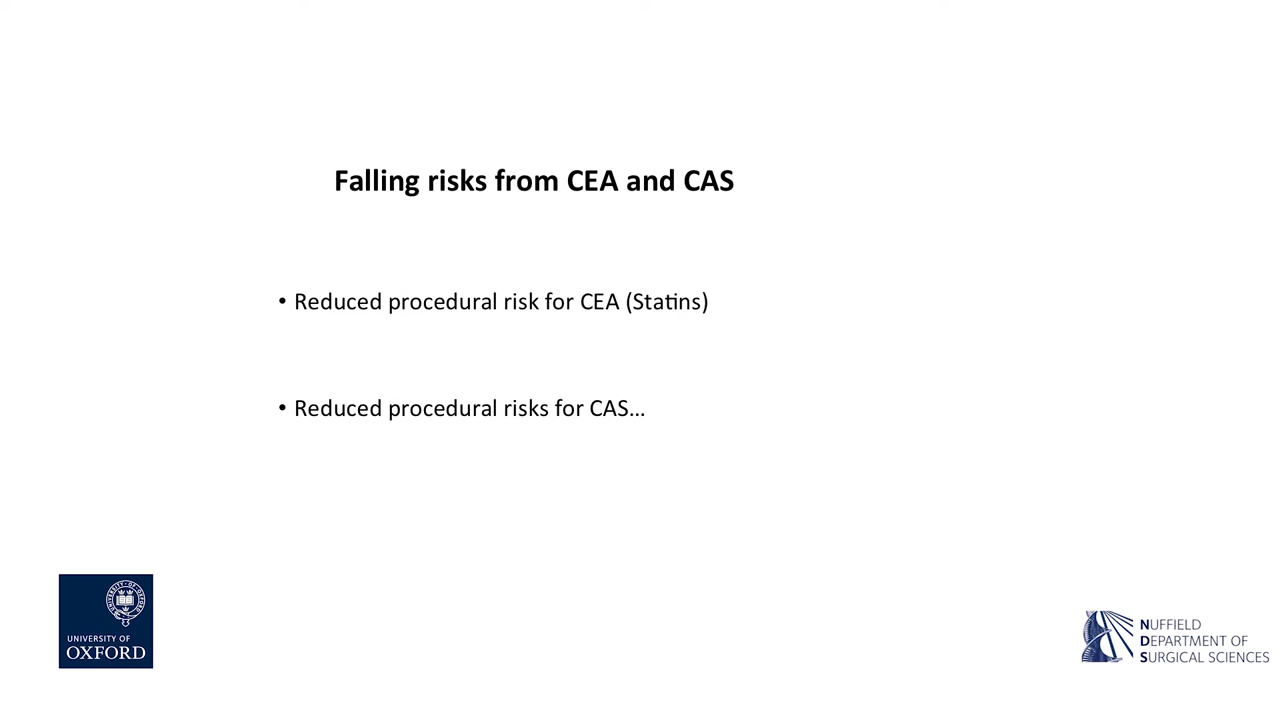 Falling risks from CEA and CAS
• Reduced procedural risk for CEA (Statins)
• Reduced procedural risks for CAS…
UNIVERSITY OF
OXFORD
NUFFIELD
DEPARTMENT OF
SURGICAL SCIENCES